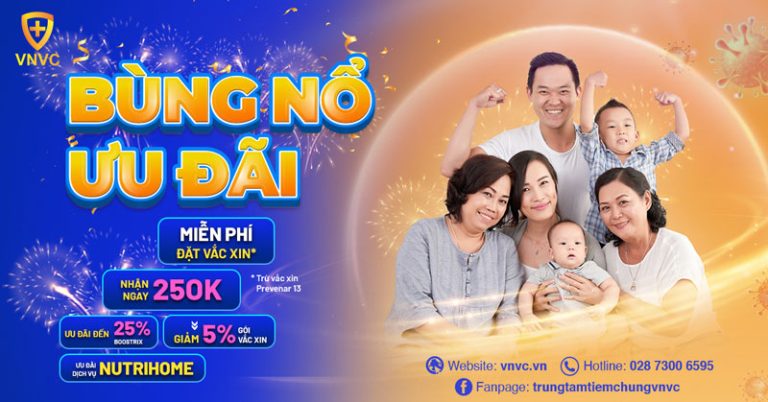 VNVC
BÙNG NỔ
ƯU ĐÃI
MIỄN PHÍ
ĐẶT VẮC XIN*
* Trừ vắc xin
Prevenar 13
NHẬN
NGAY 250K
ƯU ĐÃI ĐẾN 25%
BOOSTRIX
GIẢM 5% GÓI
VẮC XIN
ƯU ĐÃI
DỊCH VỤ NUTRIHOME
Website: vnvc.vn
Hotline: 028 7300 6595
Fanpage: trungtamtiemchungvnvc